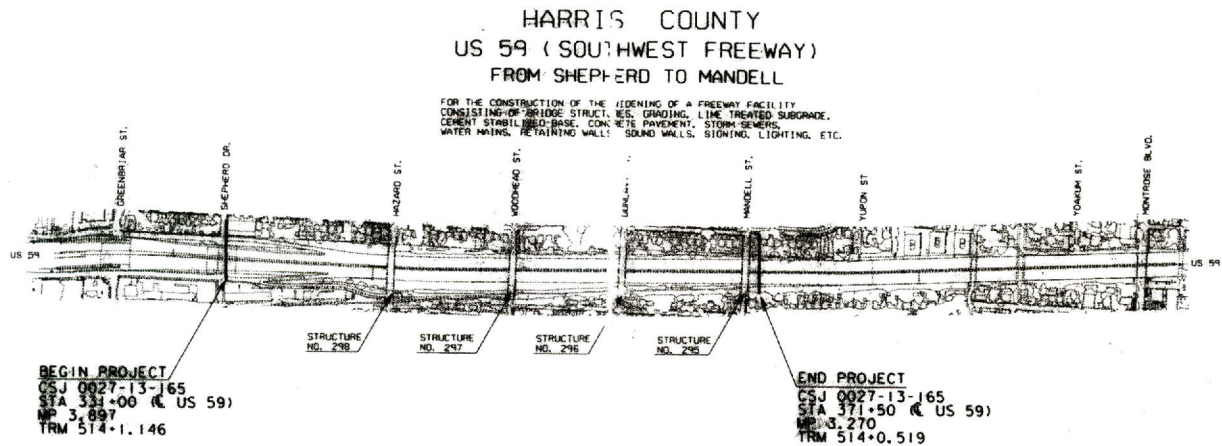 HARRIS COUNTY
US 59 (SOUTHWEST FREEWAY)
FROM SHEPHERD TO MANDELL
FOR THE CONSTRUCTION OF THE WIDENING OF A FREEWAY FACILITY
CONSISTING OF BRIDGE STRUCTURES, GRADING, LIME TREATED SUBGRADE,
CEMENT STABILIZED BASE, CONCRETE PAVEMENT, STORM SEWERS,
WATER MAINS, RETAINING WALLS, SOUND WALLS, SIGNING, LIGHTING, ETC.
GREENBRIAR ST.
SHEPHERD DR.
HAZARD ST.
WOODHEAD ST.
MANDELL ST.
YUPON ST
YOAKUM ST
MONTROSE BLVD.
US 59
US 59
STRUCTURE
NO. 298
STRUCTURE
NO. 297
STRUCTURE
NO. 296
STRUCTURE
NO. 295
BEGIN PROJECT
CSJ 0027-13-165
STA 331+00 (℄ US 59)
MP 3.897
TRM 514+1.146
END PROJECT
CSJ 0027-13-165
STA 371+50 (℄ US 59)
MP 3.270
TRM 514+0.519